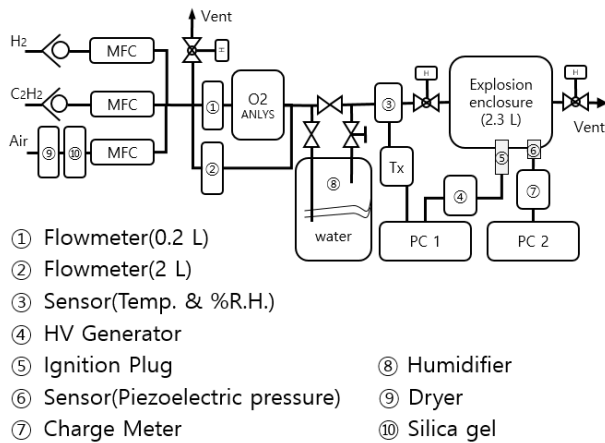 Vent
H2
MFC
H
C2H2
MFC
①
O2
ANLYS
③
H
Explosion
enclosure
(2.3 L)
H
Vent
Air
⑨
⑩
MFC
②
⑧
Tx
④
⑤
⑥
⑦
water
PC 1
PC 2
① Flowmeter(0.2 L)
② Flowmeter(2 L)
③ Sensor(Temp. & %R.H.)
④ HV Generator
⑤ Ignition Plug
⑥ Sensor(Piezoelectric pressure)
⑦ Charge Meter
⑧ Humidifier
⑨ Dryer
⑩ Silica gel